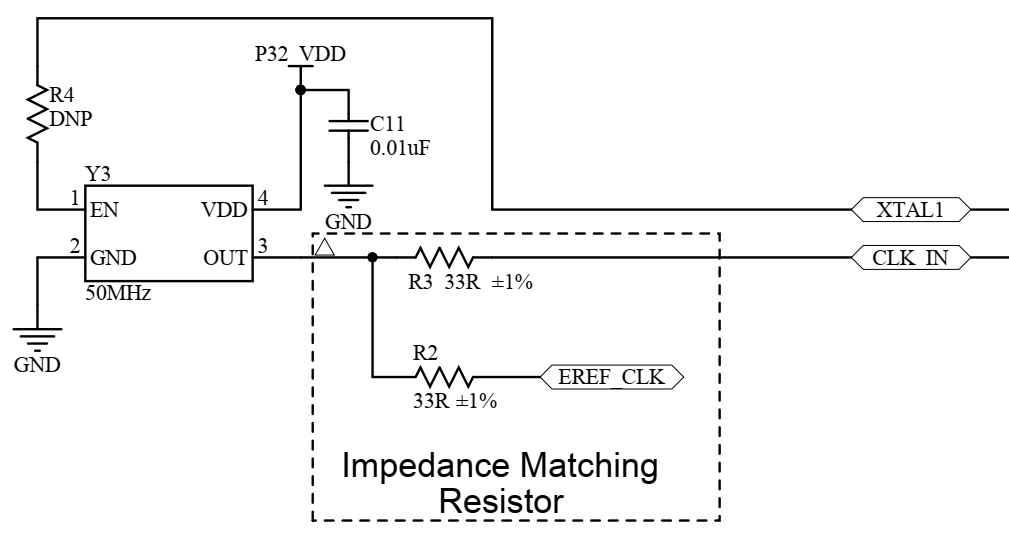 P32_VDD
R4
DNP
C11
0.01uF
Y3
1
EN
VDD
4
XTAL1
GND
2
GND
OUT
3
CLK_IN
50MHz
R3 33R ±1%
GND
R2
EREF_CLK
33R ±1%
Impedance Matching
Resistor